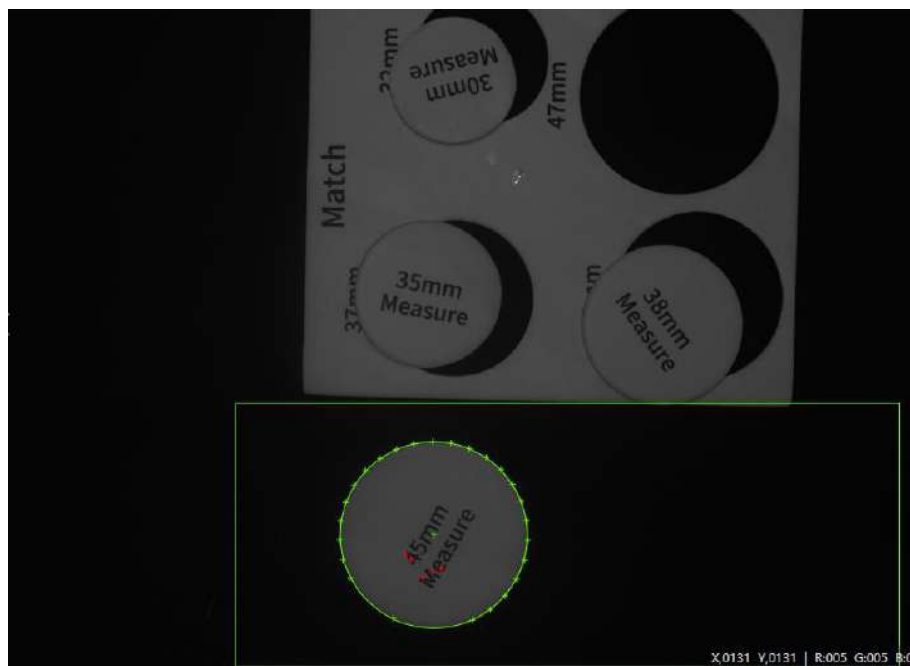 30mm
Measure
47mm
Match
35mm
Measure
37mm
38mm
Measure
45mm
Measure
X,0131 Y,0131 | R:005 G:005